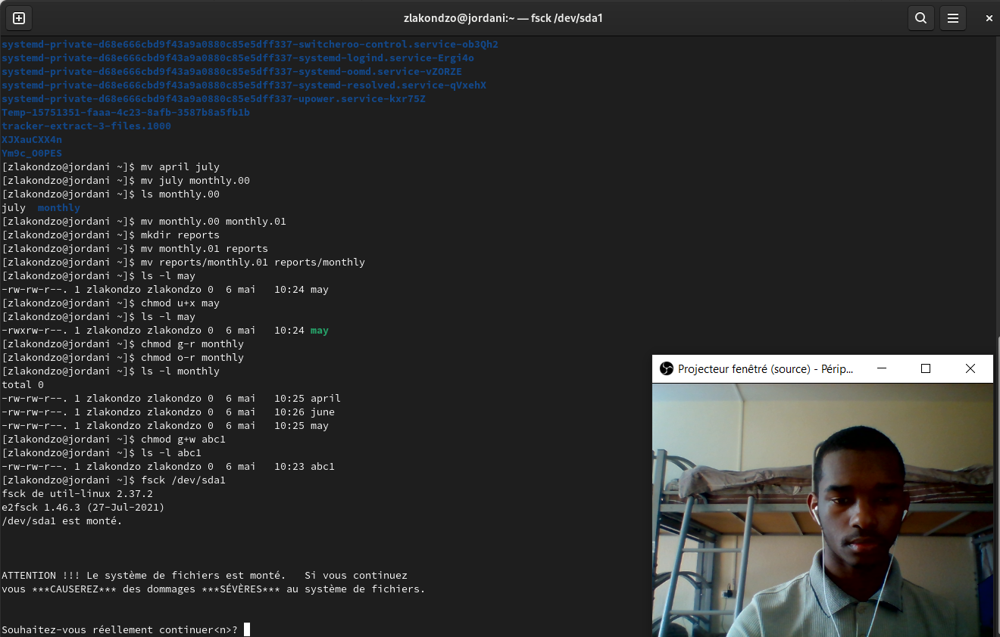 zlakondzo@jordani:~ — fsck /dev/sda1
systemd-private-d68e666cbd9f43a9a0880c85e5dff337-switcheroo-control.service-ob3Qh2
systemd-private-d68e666cbd9f43a9a0880c85e5dff337-systemd-logind.service-Ergi4o
systemd-private-d68e666cbd9f43a9a0880c85e5dff337-systemd-oomd.service-vZORZE
systemd-private-d68e666cbd9f43a9a0880c85e5dff337-systemd-resolved.service-qVxehX
systemd-private-d68e666cbd9f43a9a0880c85e5dff337-upower.service-kxr75Z
Temp-15751351-faaa-4c23-8afb-3587b8a5fb1b
tracker-extract-3-files.1000
XJXauCXX4n
Ym9c_O0PES
[zlakondzo@jordani ~]$ mv april july
[zlakondzo@jordani ~]$ mv july monthly.00
[zlakondzo@jordani ~]$ ls monthly.00
july  monthly
[zlakondzo@jordani ~]$ mv monthly.00 monthly.01
[zlakondzo@jordani ~]$ mkdir reports
[zlakondzo@jordani ~]$ mv monthly.01 reports
[zlakondzo@jordani ~]$ mv reports/monthly.01 reports/monthly
[zlakondzo@jordani ~]$ ls -l may
-rw-rw-r--. 1 zlakondzo zlakondzo 0  6 mai   10:24 may
[zlakondzo@jordani ~]$ chmod u+x may
[zlakondzo@jordani ~]$ ls -l may
-rwxrw-r--. 1 zlakondzo zlakondzo 0  6 mai   10:24 may
[zlakondzo@jordani ~]$ chmod g-r monthly
[zlakondzo@jordani ~]$ chmod o-r monthly
[zlakondzo@jordani ~]$ ls -l monthly
total 0
-rw-rw-r--. 1 zlakondzo zlakondzo 0  6 mai   10:25 april
-rw-rw-r--. 1 zlakondzo zlakondzo 0  6 mai   10:26 june
-rw-rw-r--. 1 zlakondzo zlakondzo 0  6 mai   10:25 may
[zlakondzo@jordani ~]$ chmod g+w abc1
[zlakondzo@jordani ~]$ ls -l abc1
-rw-rw-r--. 1 zlakondzo zlakondzo 0  6 mai   10:23 abc1
[zlakondzo@jordani ~]$ fsck /dev/sda1
fsck de util-linux 2.37.2
e2fsck 1.46.3 (27-Jul-2021)
/dev/sda1 est monté.
ATTENTION !!! Le système de fichiers est monté.   Si vous continuez
vous ***CAUSEREZ*** des dommages ***SÉVÈRES*** au système de fichiers.
Souhaitez-vous réellement continuer<n>?
Projecteur fenêtré (source) - Périp...